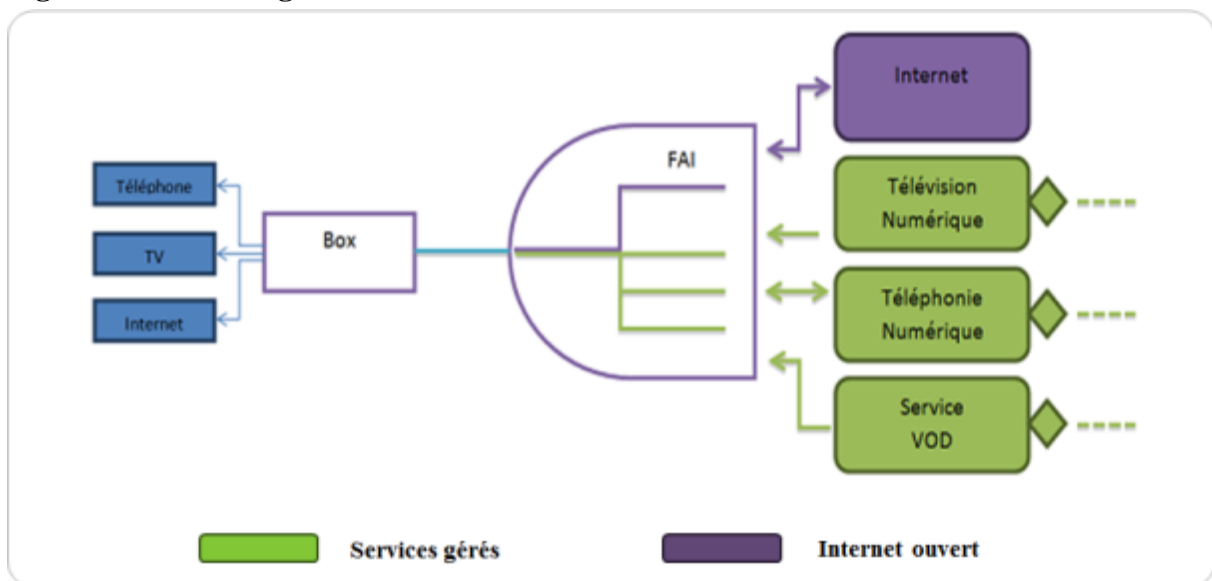 Internet
FAI
Télévision
Numérique
Téléphone
Box
TV
Téléphonie
Numérique
Internet
Service
VOD
Services gérés
Internet ouvert